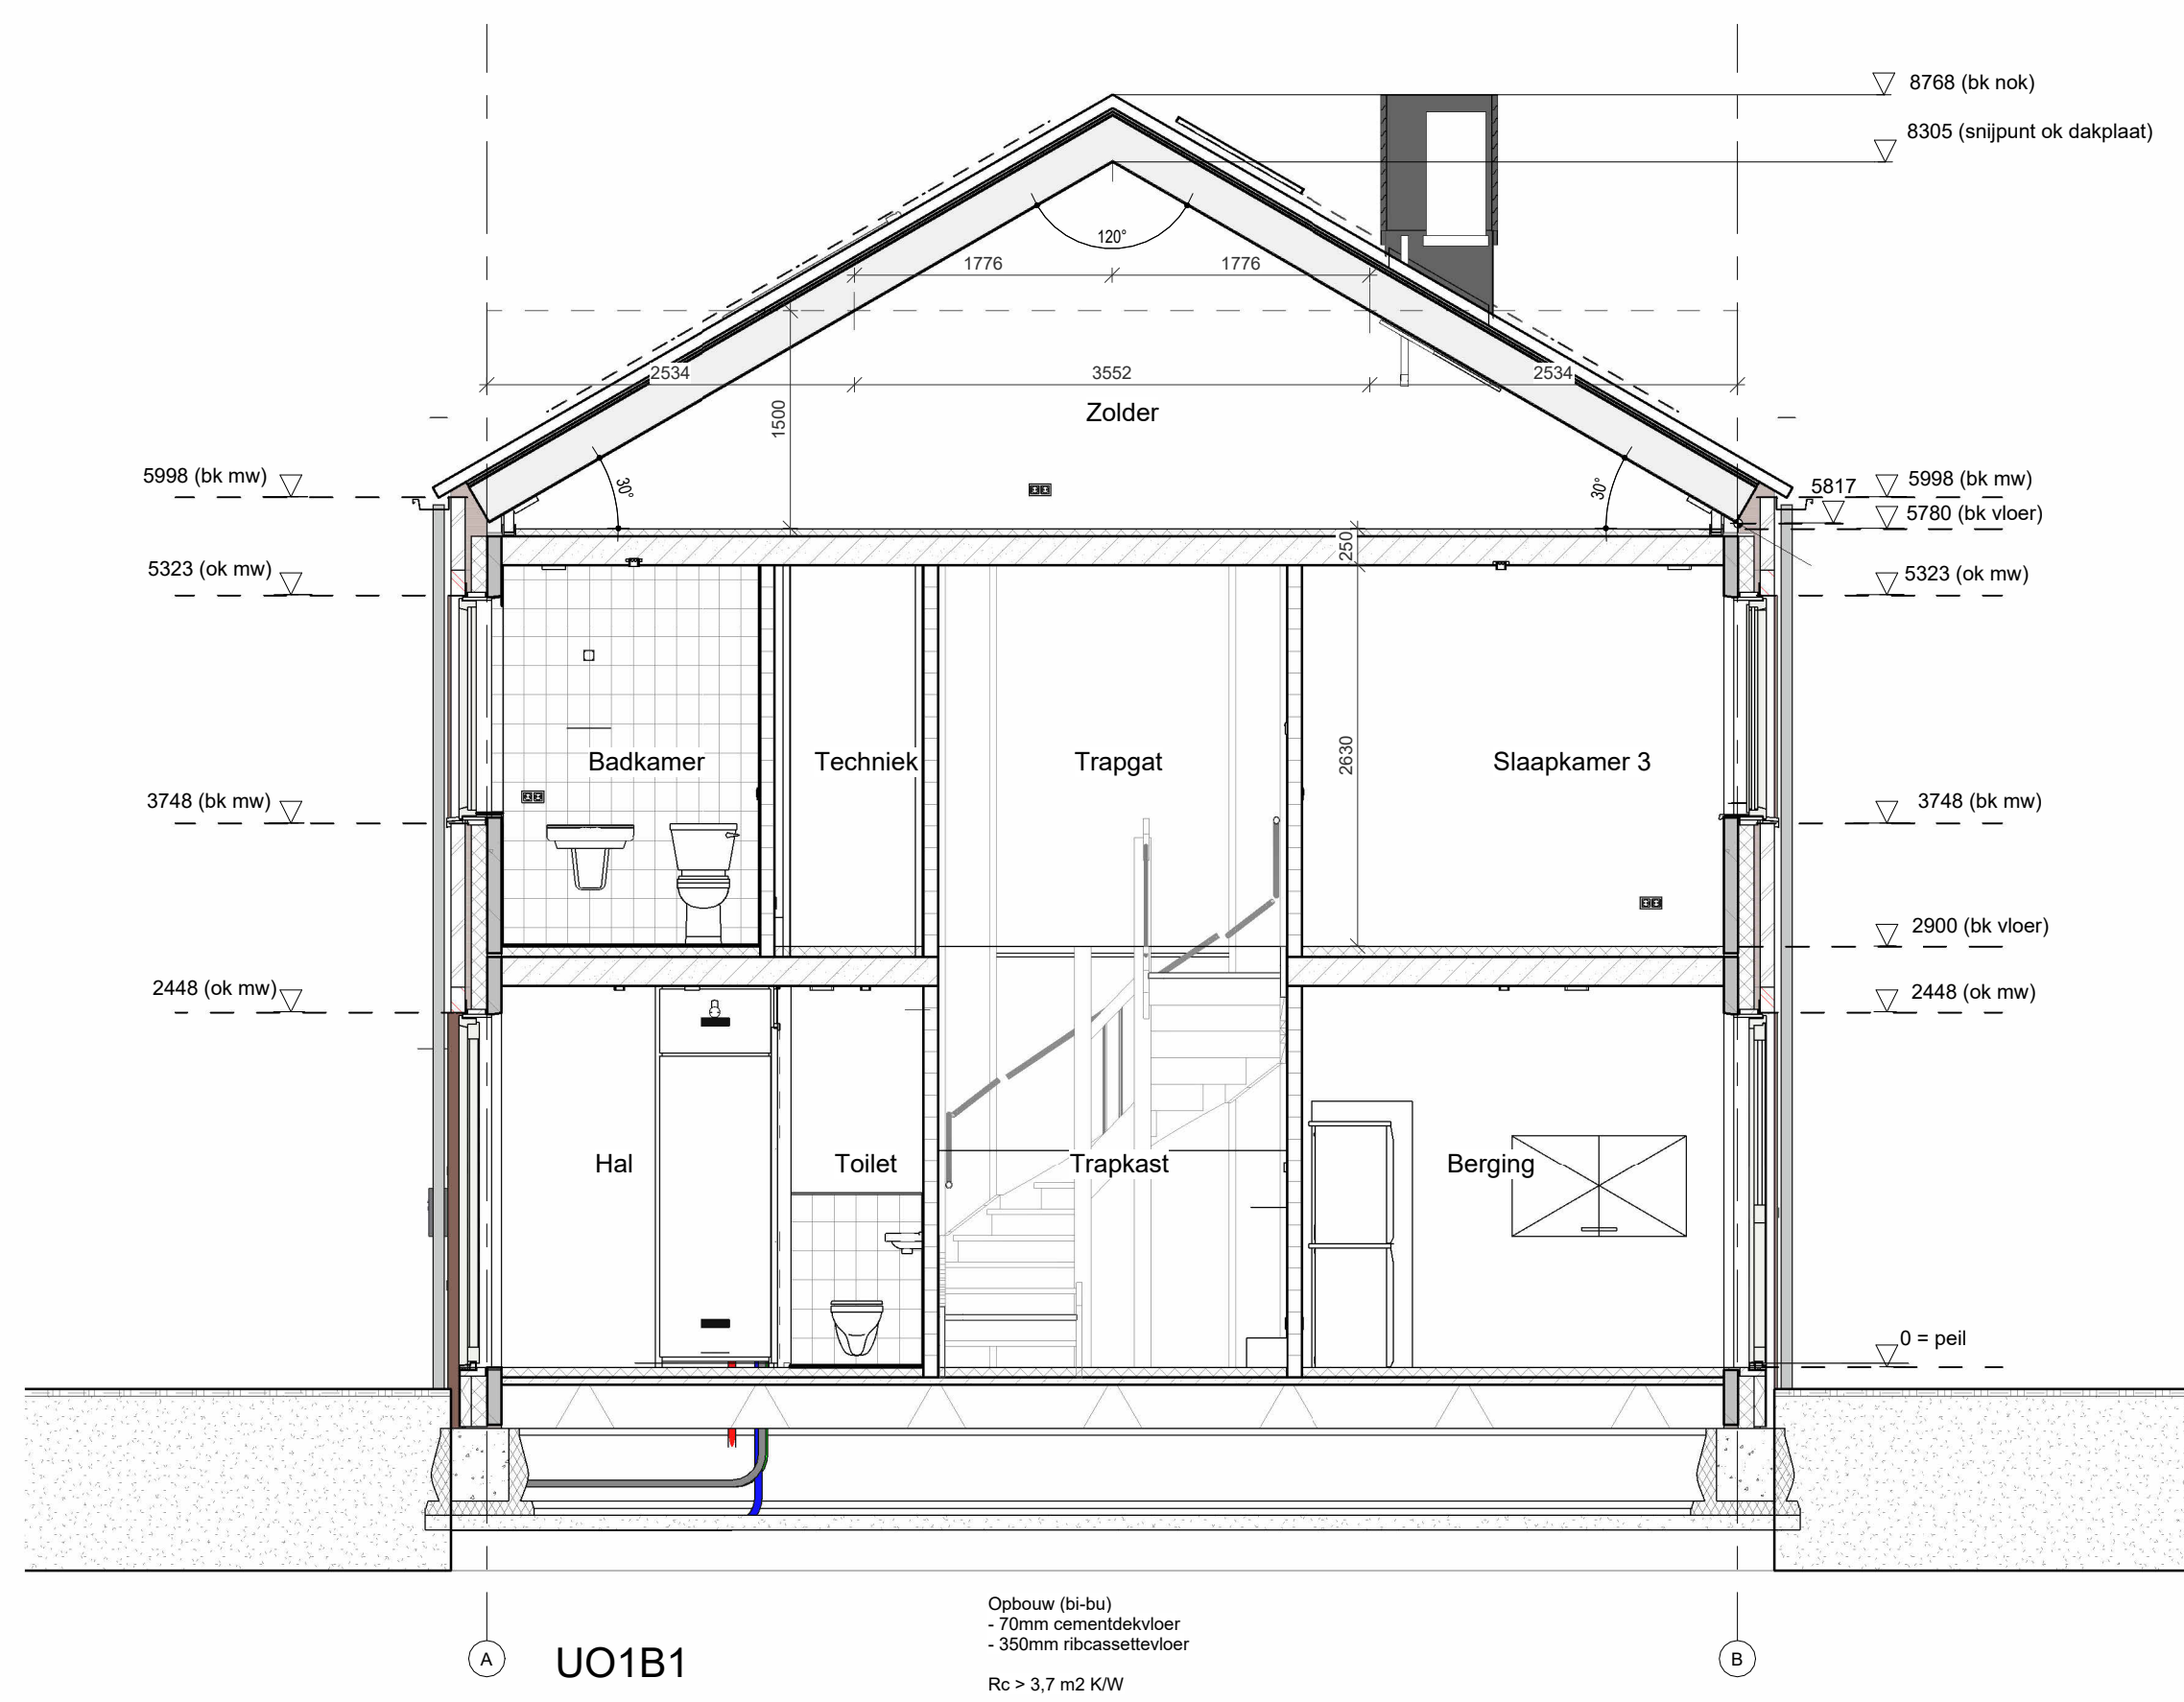 8768 (bk nok)
8305 (snijpunt ok dakplaat)
120°
1776
1776
2534
3552
2534
1500
Zolder
30°
30°
5998 (bk mw)
5817
5998 (bk mw)
5780 (bk vloer)
250
5323 (ok mw)
5323 (ok mw)
2630
Badkamer
Techniek
Trapgat
Slaapkamer 3
3748 (bk mw)
3748 (bk mw)
2900 (bk vloer)
2448 (ok mw)
2448 (ok mw)
Hal
Toilet
Trapkast
Berging
0 = peil
Opbouw (bi-bu)
- 70mm cementdekvloer
- 350mm ribcassettevloer
Rc > 3,7 m2 K/W
A
UO1B1
B